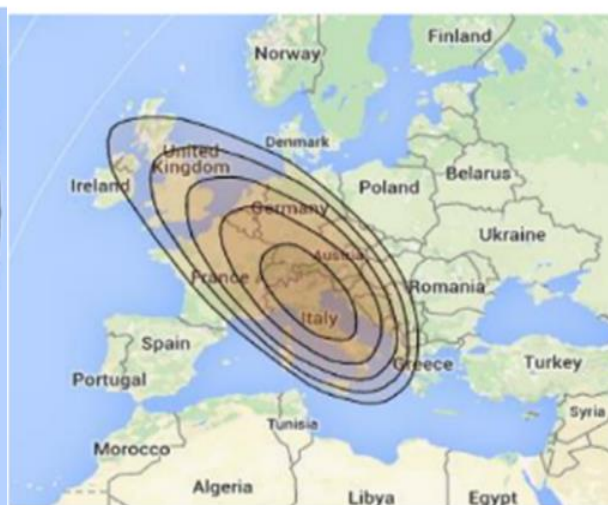 Finland
Norway
Denmark
United
Kingdom
Ireland
Belarus
Poland
Germany
Ukraine
Austria
France
Romania
Italy
Spain
Greece
Turkey
Portugal
Syria
Tunisia
Morocco
Algeria
Libya
Egypt